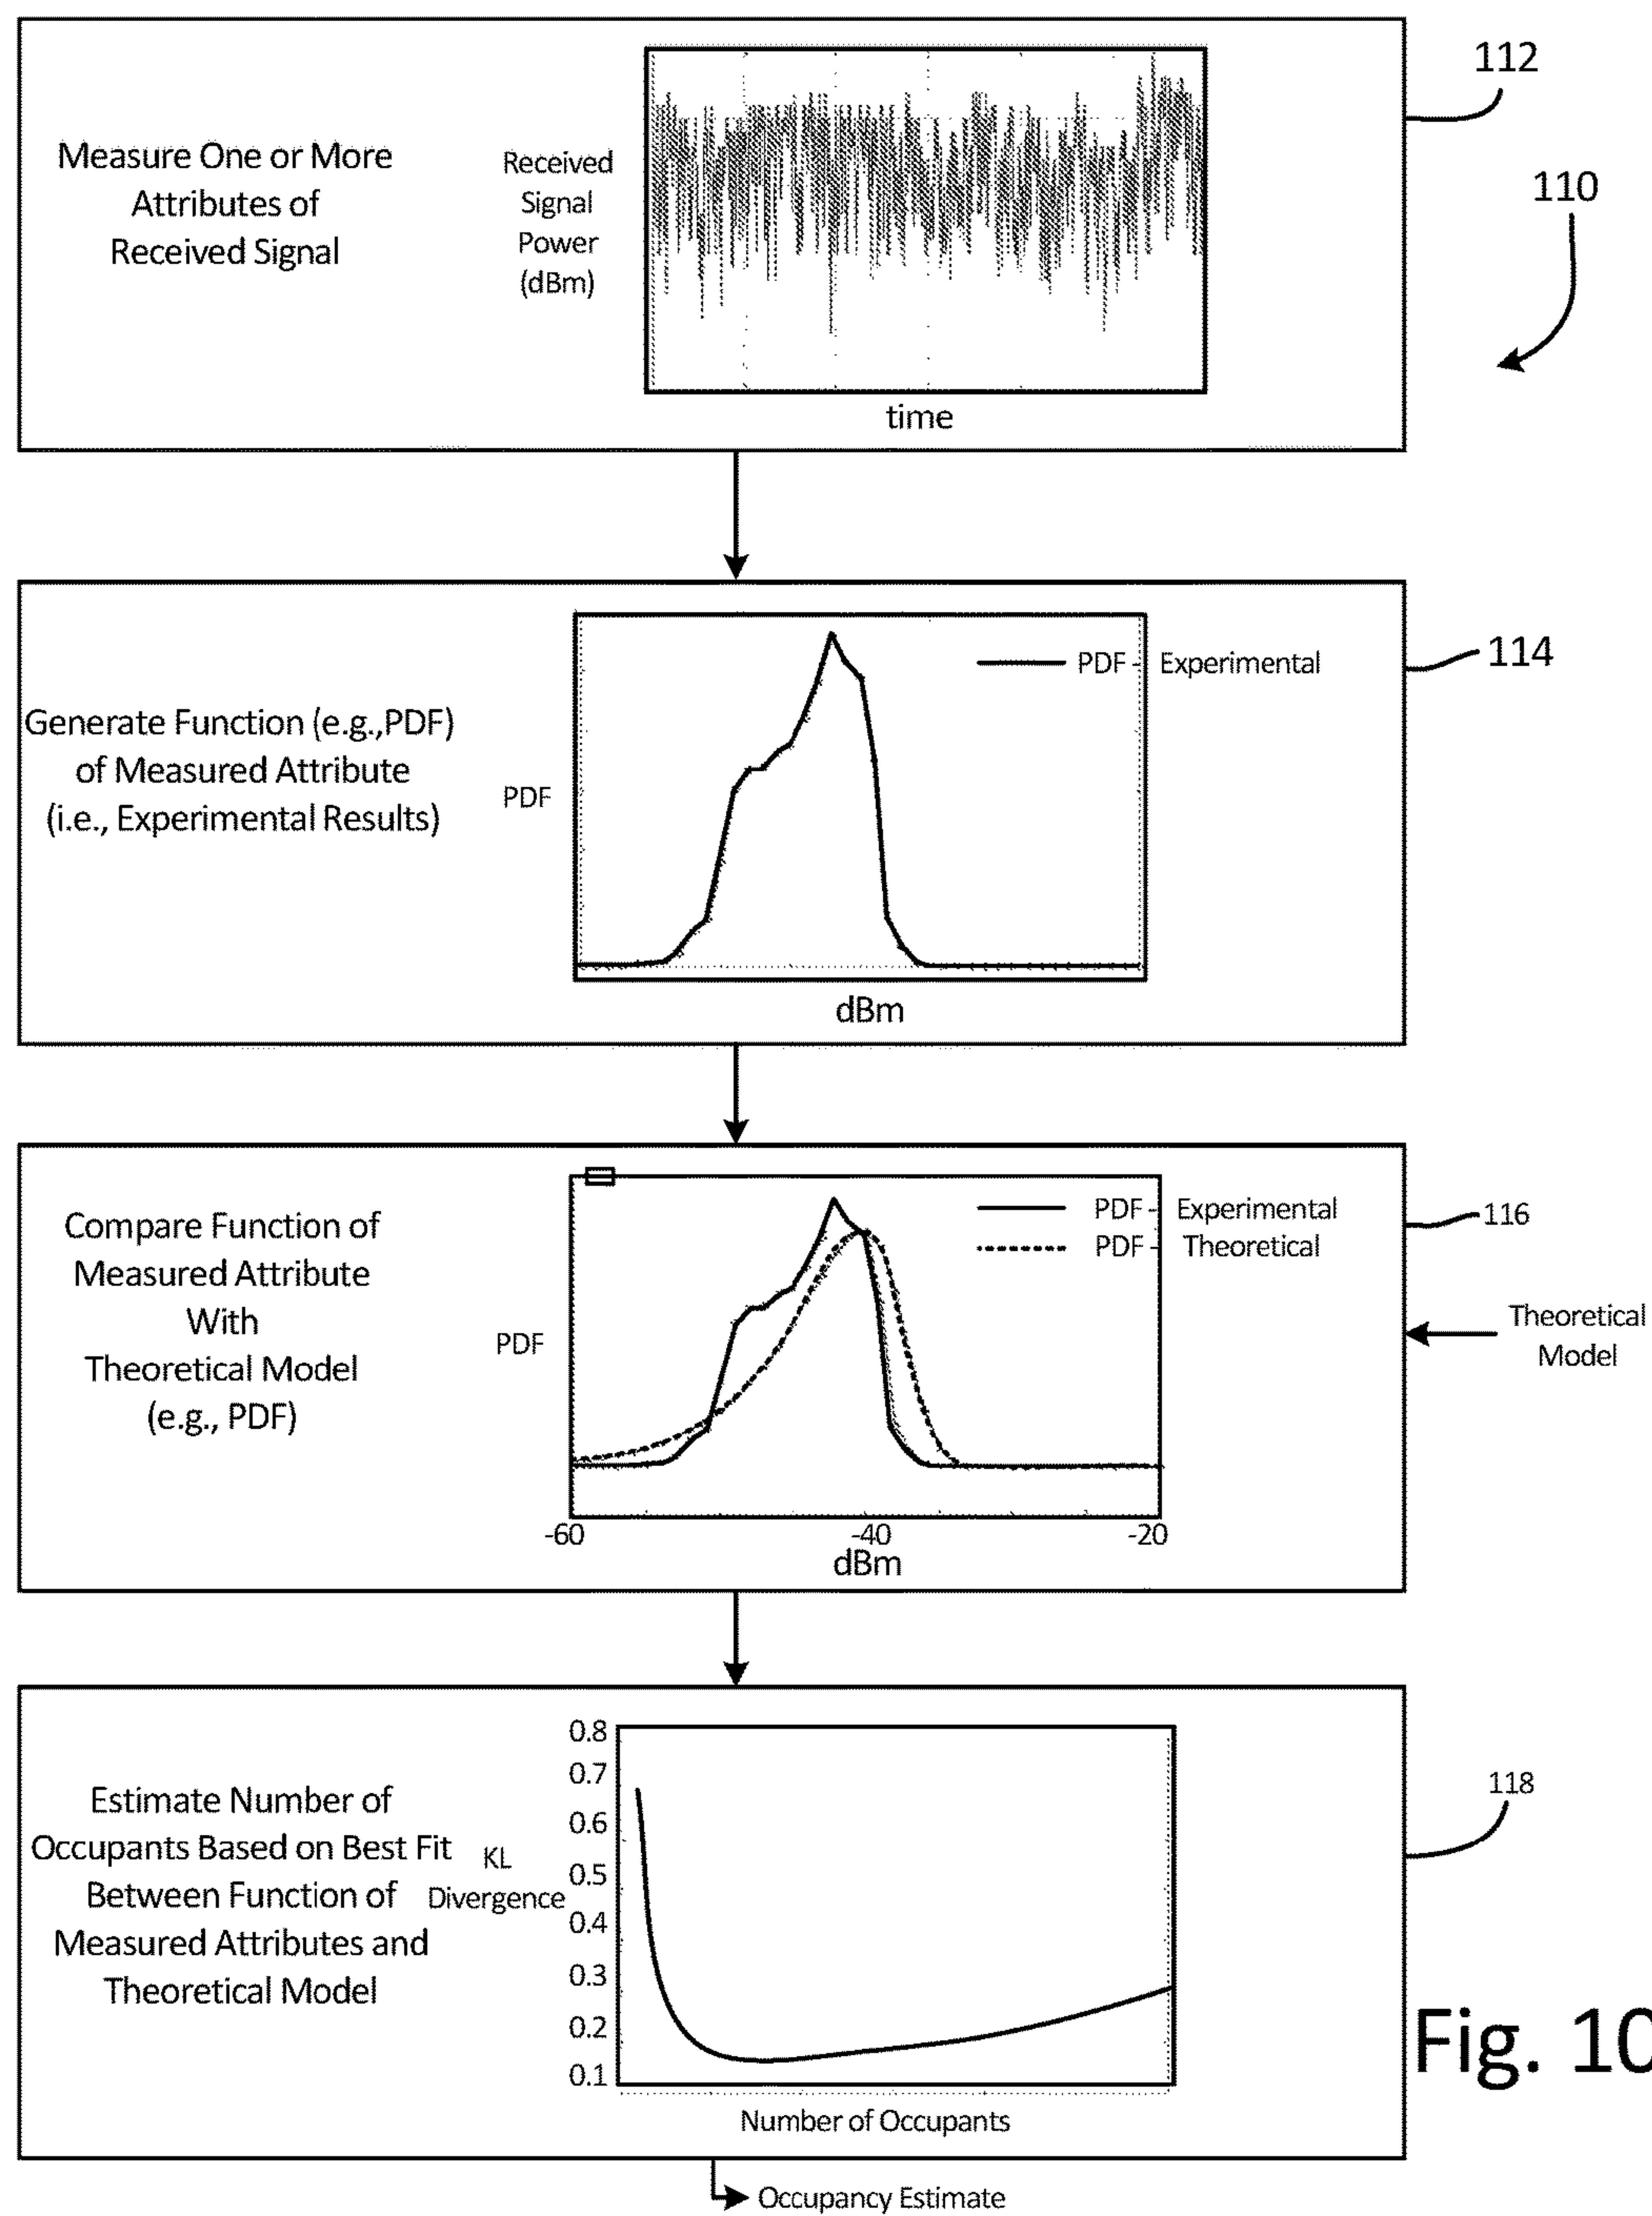 112
110
Measure One or More
Attributes of
Received Signal
Received
Signal
Power
(dBm)
time
114
Generate Function (e.g.,PDF)
of Measured Attribute
(i.e., Experimental Results)
PDF
PDF - Experimental
dBm
116
Compare Function of
Measured Attribute
With
Theoretical Model
(e.g., PDF)
PDF
PDF - Experimental
PDF - Theoretical
-60 -40 -20
dBm
Theoretical
Model
118
Estimate Number of
Occupants Based on Best Fit
Between Function of
Measured Attributes and
Theoretical Model
KL
Divergence
0.8
0.7
0.6
0.5
0.4
0.3
0.2
0.1
Number of Occupants
Occupancy Estimate
Fig. 10